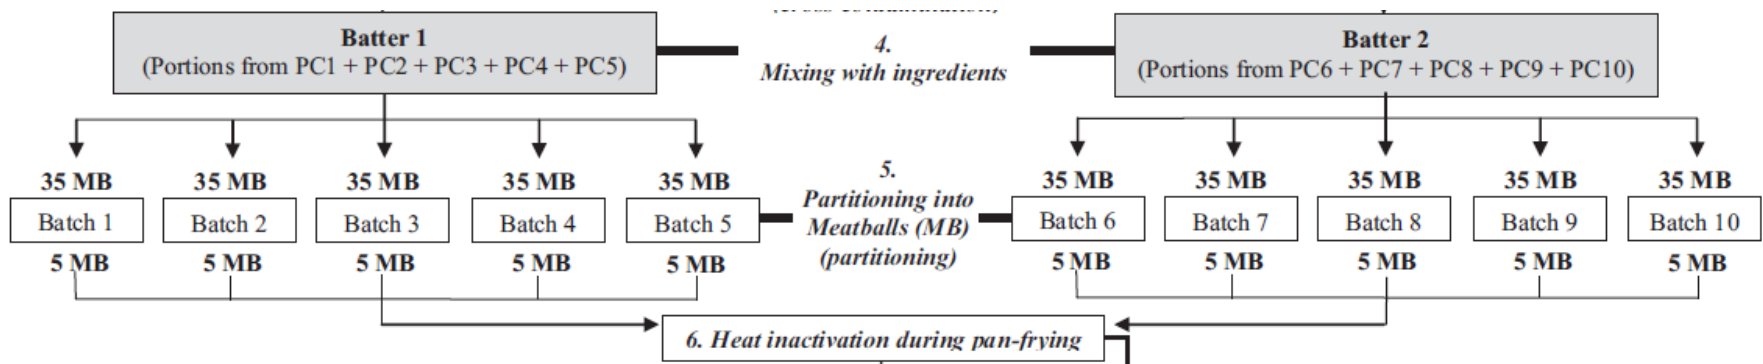 Batter 1
(Portions from PC1 + PC2 + PC3 + PC4 + PC5)
4.
Mixing with ingredients
Batter 2
(Portions from PC6 + PC7 + PC8 + PC9 + PC10)
35 MB 35 MB 35 MB 35 MB 35 MB
Batch 1 Batch 2 Batch 3 Batch 4 Batch 5
5 MB 5 MB 5 MB 5 MB 5 MB
5.
Partitioning into
Meatballs (MB)
(partitioning)
35 MB 35 MB 35 MB 35 MB 35 MB
Batch 6 Batch 7 Batch 8 Batch 9 Batch 10
5 MB 5 MB 5 MB 5 MB 5 MB
6. Heat inactivation during pan-frying